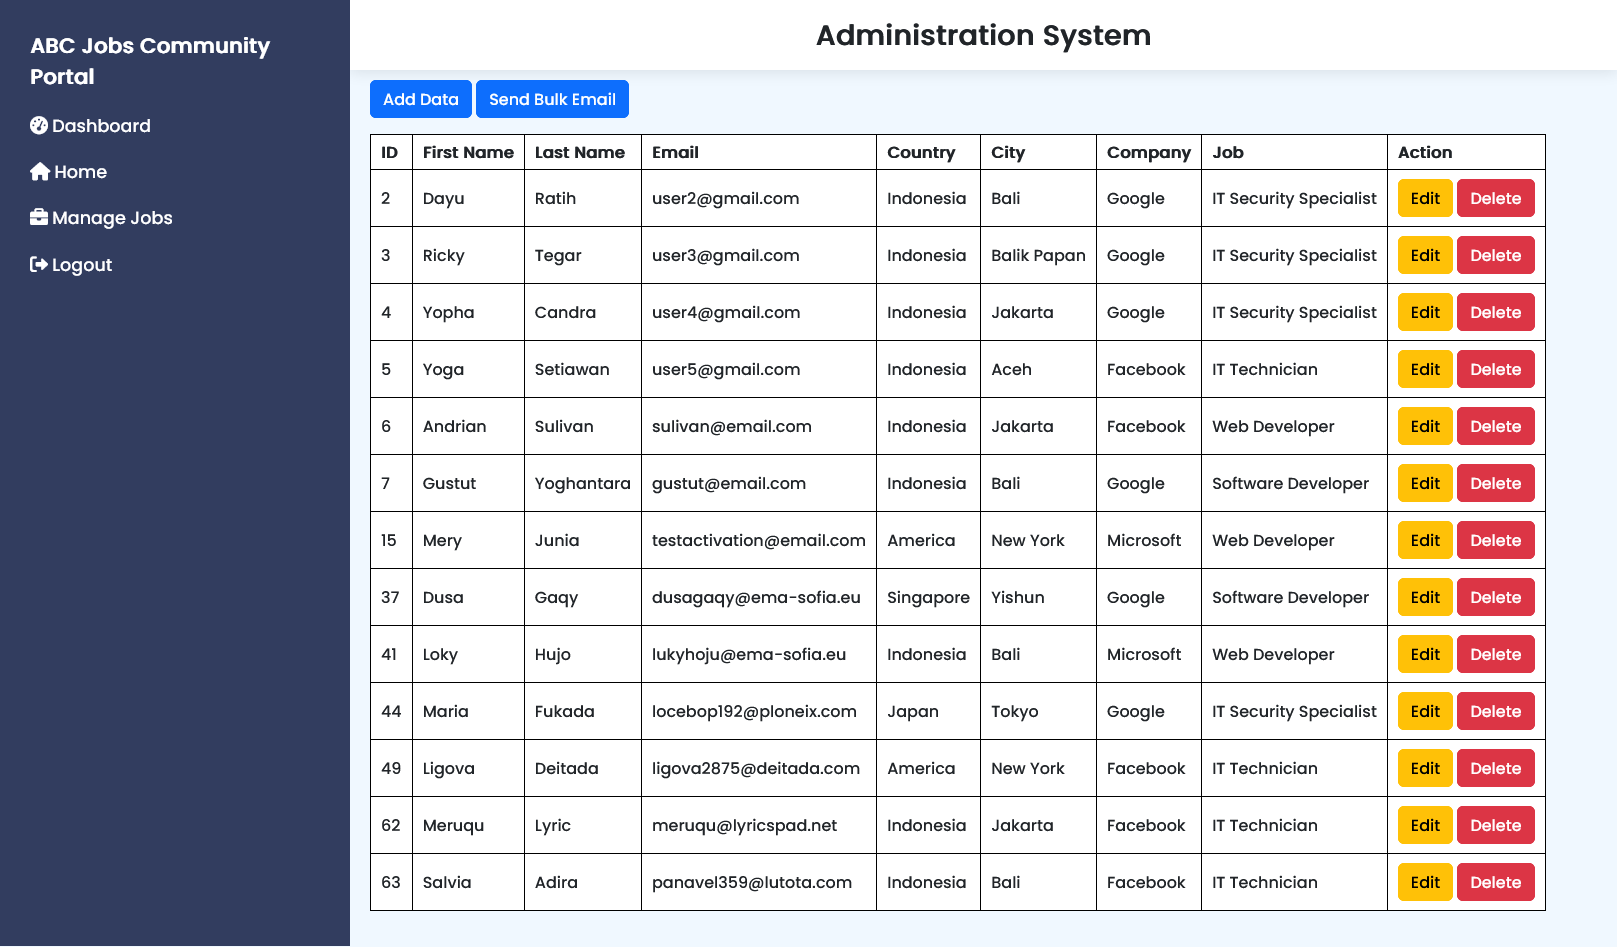 ABC Jobs Community
Portal
Dashboard
Home
Manage Jobs
Logout
Administration System
Add Data Send Bulk Email
ID First Name Last Name Email Country City Company Job Action
2 Dayu Ratih user2@gmail.com Indonesia Bali Google IT Security Specialist Edit Delete
3 Ricky Tegar user3@gmail.com Indonesia Balik Papan Google IT Security Specialist Edit Delete
4 Yopha Candra user4@gmail.com Indonesia Jakarta Google IT Security Specialist Edit Delete
5 Yoga Setiawan user5@gmail.com Indonesia Aceh Facebook IT Technician Edit Delete
6 Andrian Sulivan sulivan@email.com Indonesia Jakarta Facebook Web Developer Edit Delete
7 Gustut Yoghantara gustut@email.com Indonesia Bali Google Software Developer Edit Delete
15 Mery Junia testactivation@email.com America New York Microsoft Web Developer Edit Delete
37 Dusa Gaqy dusagaqy@ema-sofia.eu Singapore Yishun Google Software Developer Edit Delete
41 Loky Hujo lukyhoju@ema-sofia.eu Indonesia Bali Microsoft Web Developer Edit Delete
44 Maria Fukada locebop192@ploneix.com Japan Tokyo Google IT Security Specialist Edit Delete
49 Ligova Deitada ligova2875@deitada.com America New York Facebook IT Technician Edit Delete
62 Meruqu Lyric meruqu@lyricspad.net Indonesia Jakarta Facebook IT Technician Edit Delete
63 Salvia Adira panavel359@lutota.com Indonesia Bali Facebook IT Technician Edit Delete